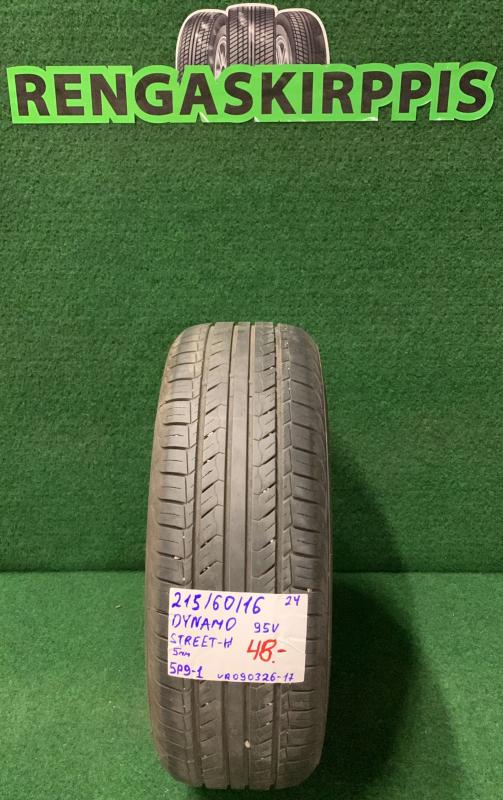 RENGASKIRPPIS
215/60/16 24
DYNAMO 95V
STREET-H 48.-
5mm
5P9-1 VR090326-17